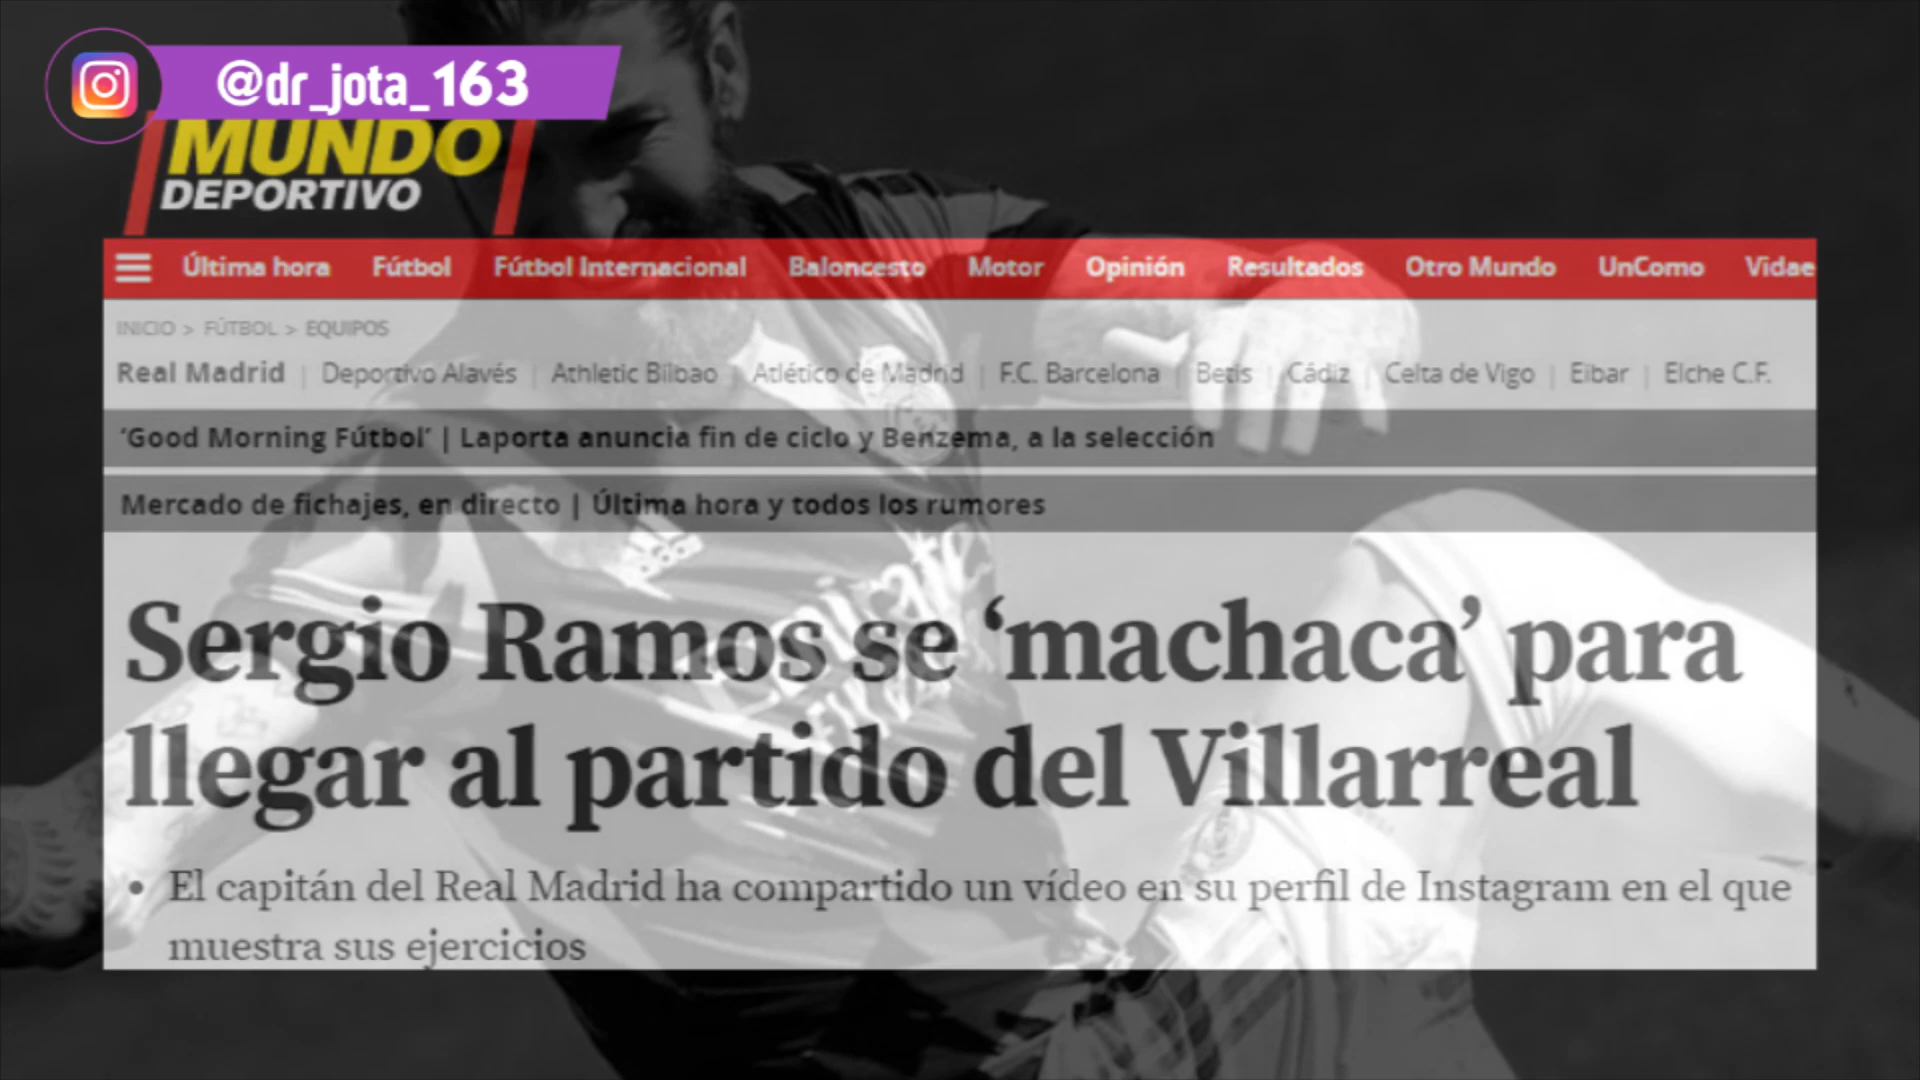 @dr_jota_163
MUNDO
DEPORTIVO
Última hora Fútbol Fútbol Internacional Baloncesto Motor Opinión Resultados Otro Mundo UnComo Vidae
INICIO > FÚTBOL > EQUIPOS
Real Madrid | Deportivo Alavés | Athletic Bilbao | Atlético de Madrid | F.C. Barcelona | Betis | Cádiz | Celta de Vigo | Eibar | Elche C.F.
‘Good Morning Fútbol’ | Laporta anuncia fin de ciclo y Benzema, a la selección
Mercado de fichajes, en directo | Última hora y todos los rumores
Sergio Ramos se ‘machaca’ para
llegar al partido del Villarreal
• El capitán del Real Madrid ha compartido un vídeo en su perfil de Instagram en el que
muestra sus ejercicios